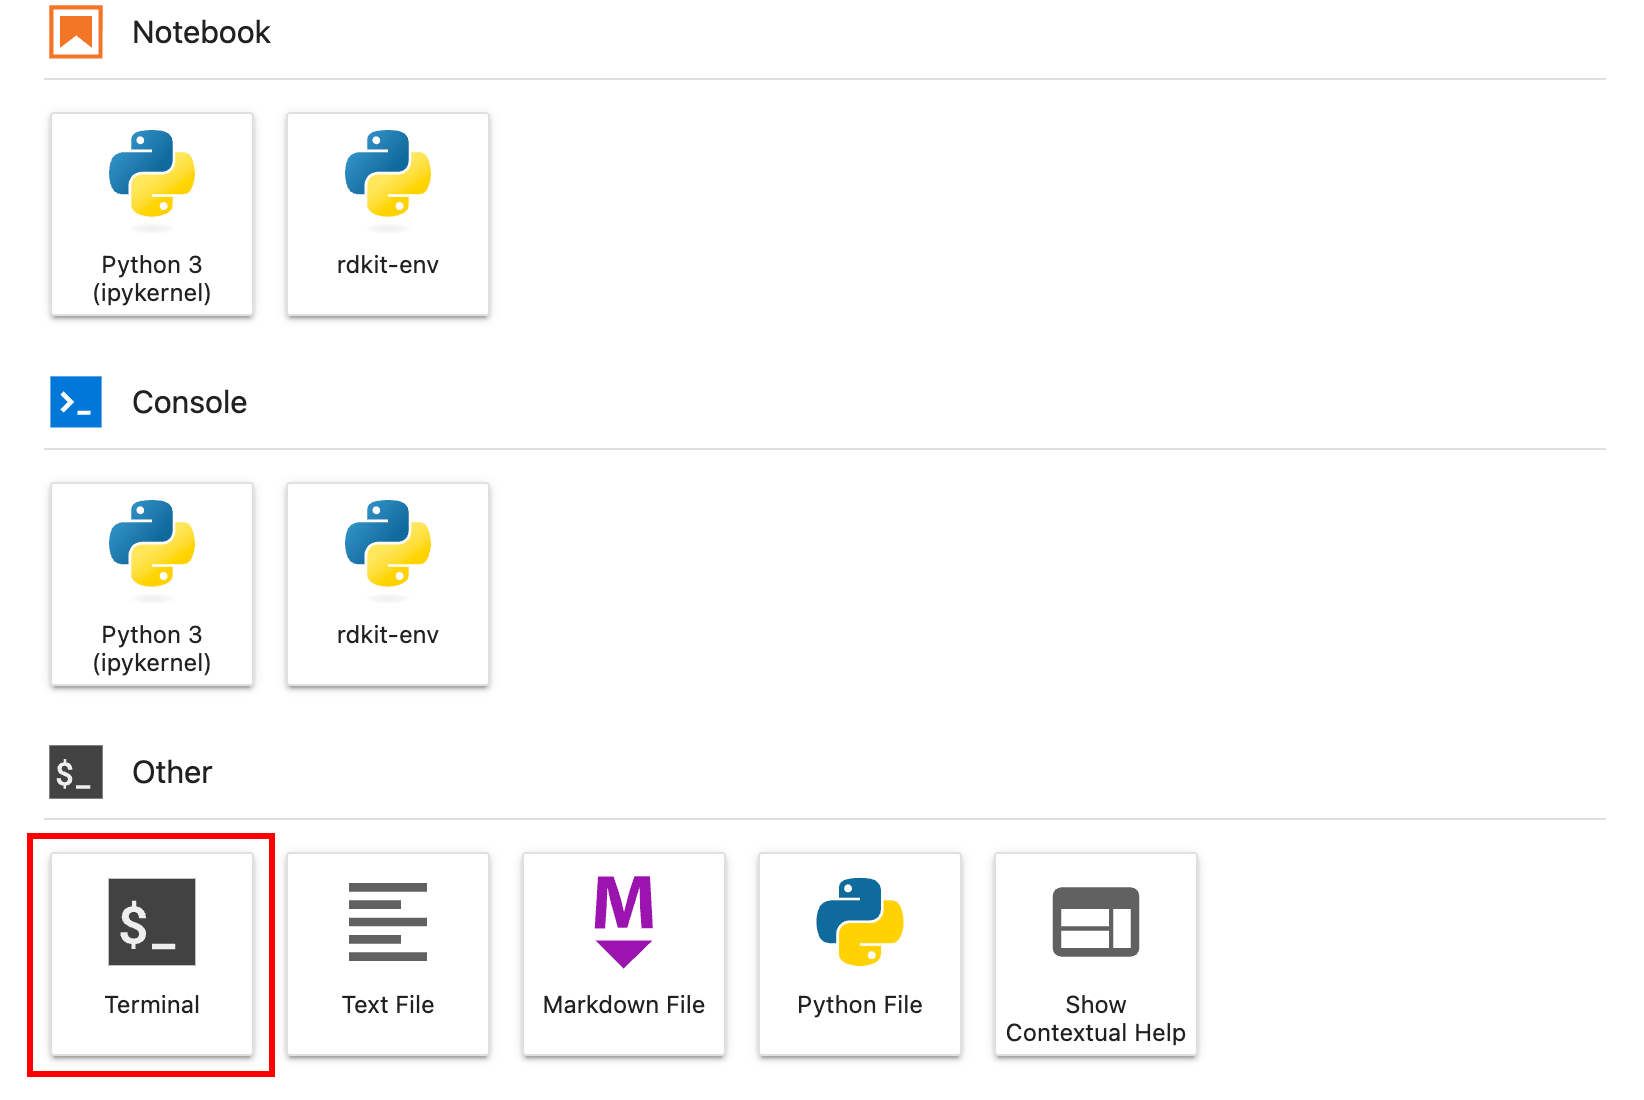 Notebook
Python 3
(ipykernel)
rdkit-env
Console
Python 3
(ipykernel)
rdkit-env
$_
Other
$_
Terminal
Text File
M
Markdown File
Python File
Show
Contextual Help